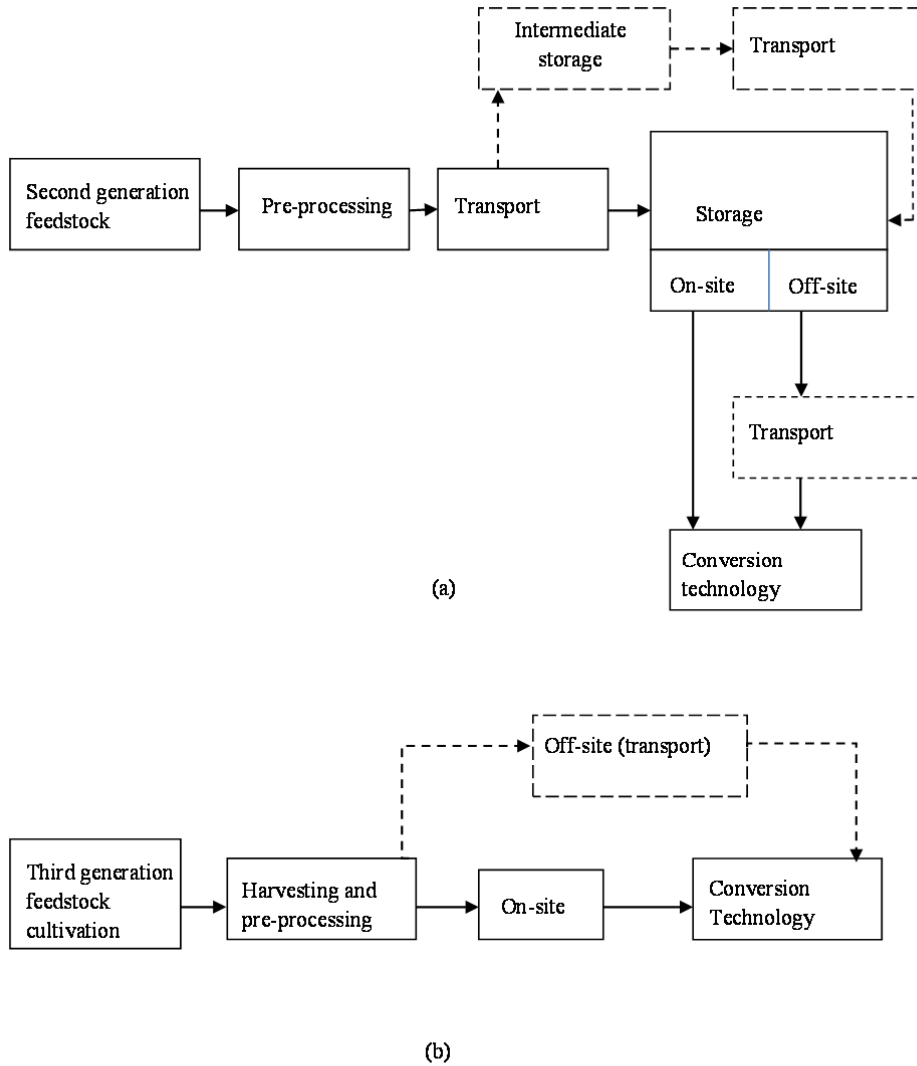 Intermediate
storage
Transport
Second generation
feedstock
Pre-processing
Transport
Storage
On-site
Off-site
Transport
Conversion
technology
(a)
Off-site (transport)
Third generation
feedstock
cultivation
Harvesting and
pre-processing
On-site
Conversion
Technology
(b)